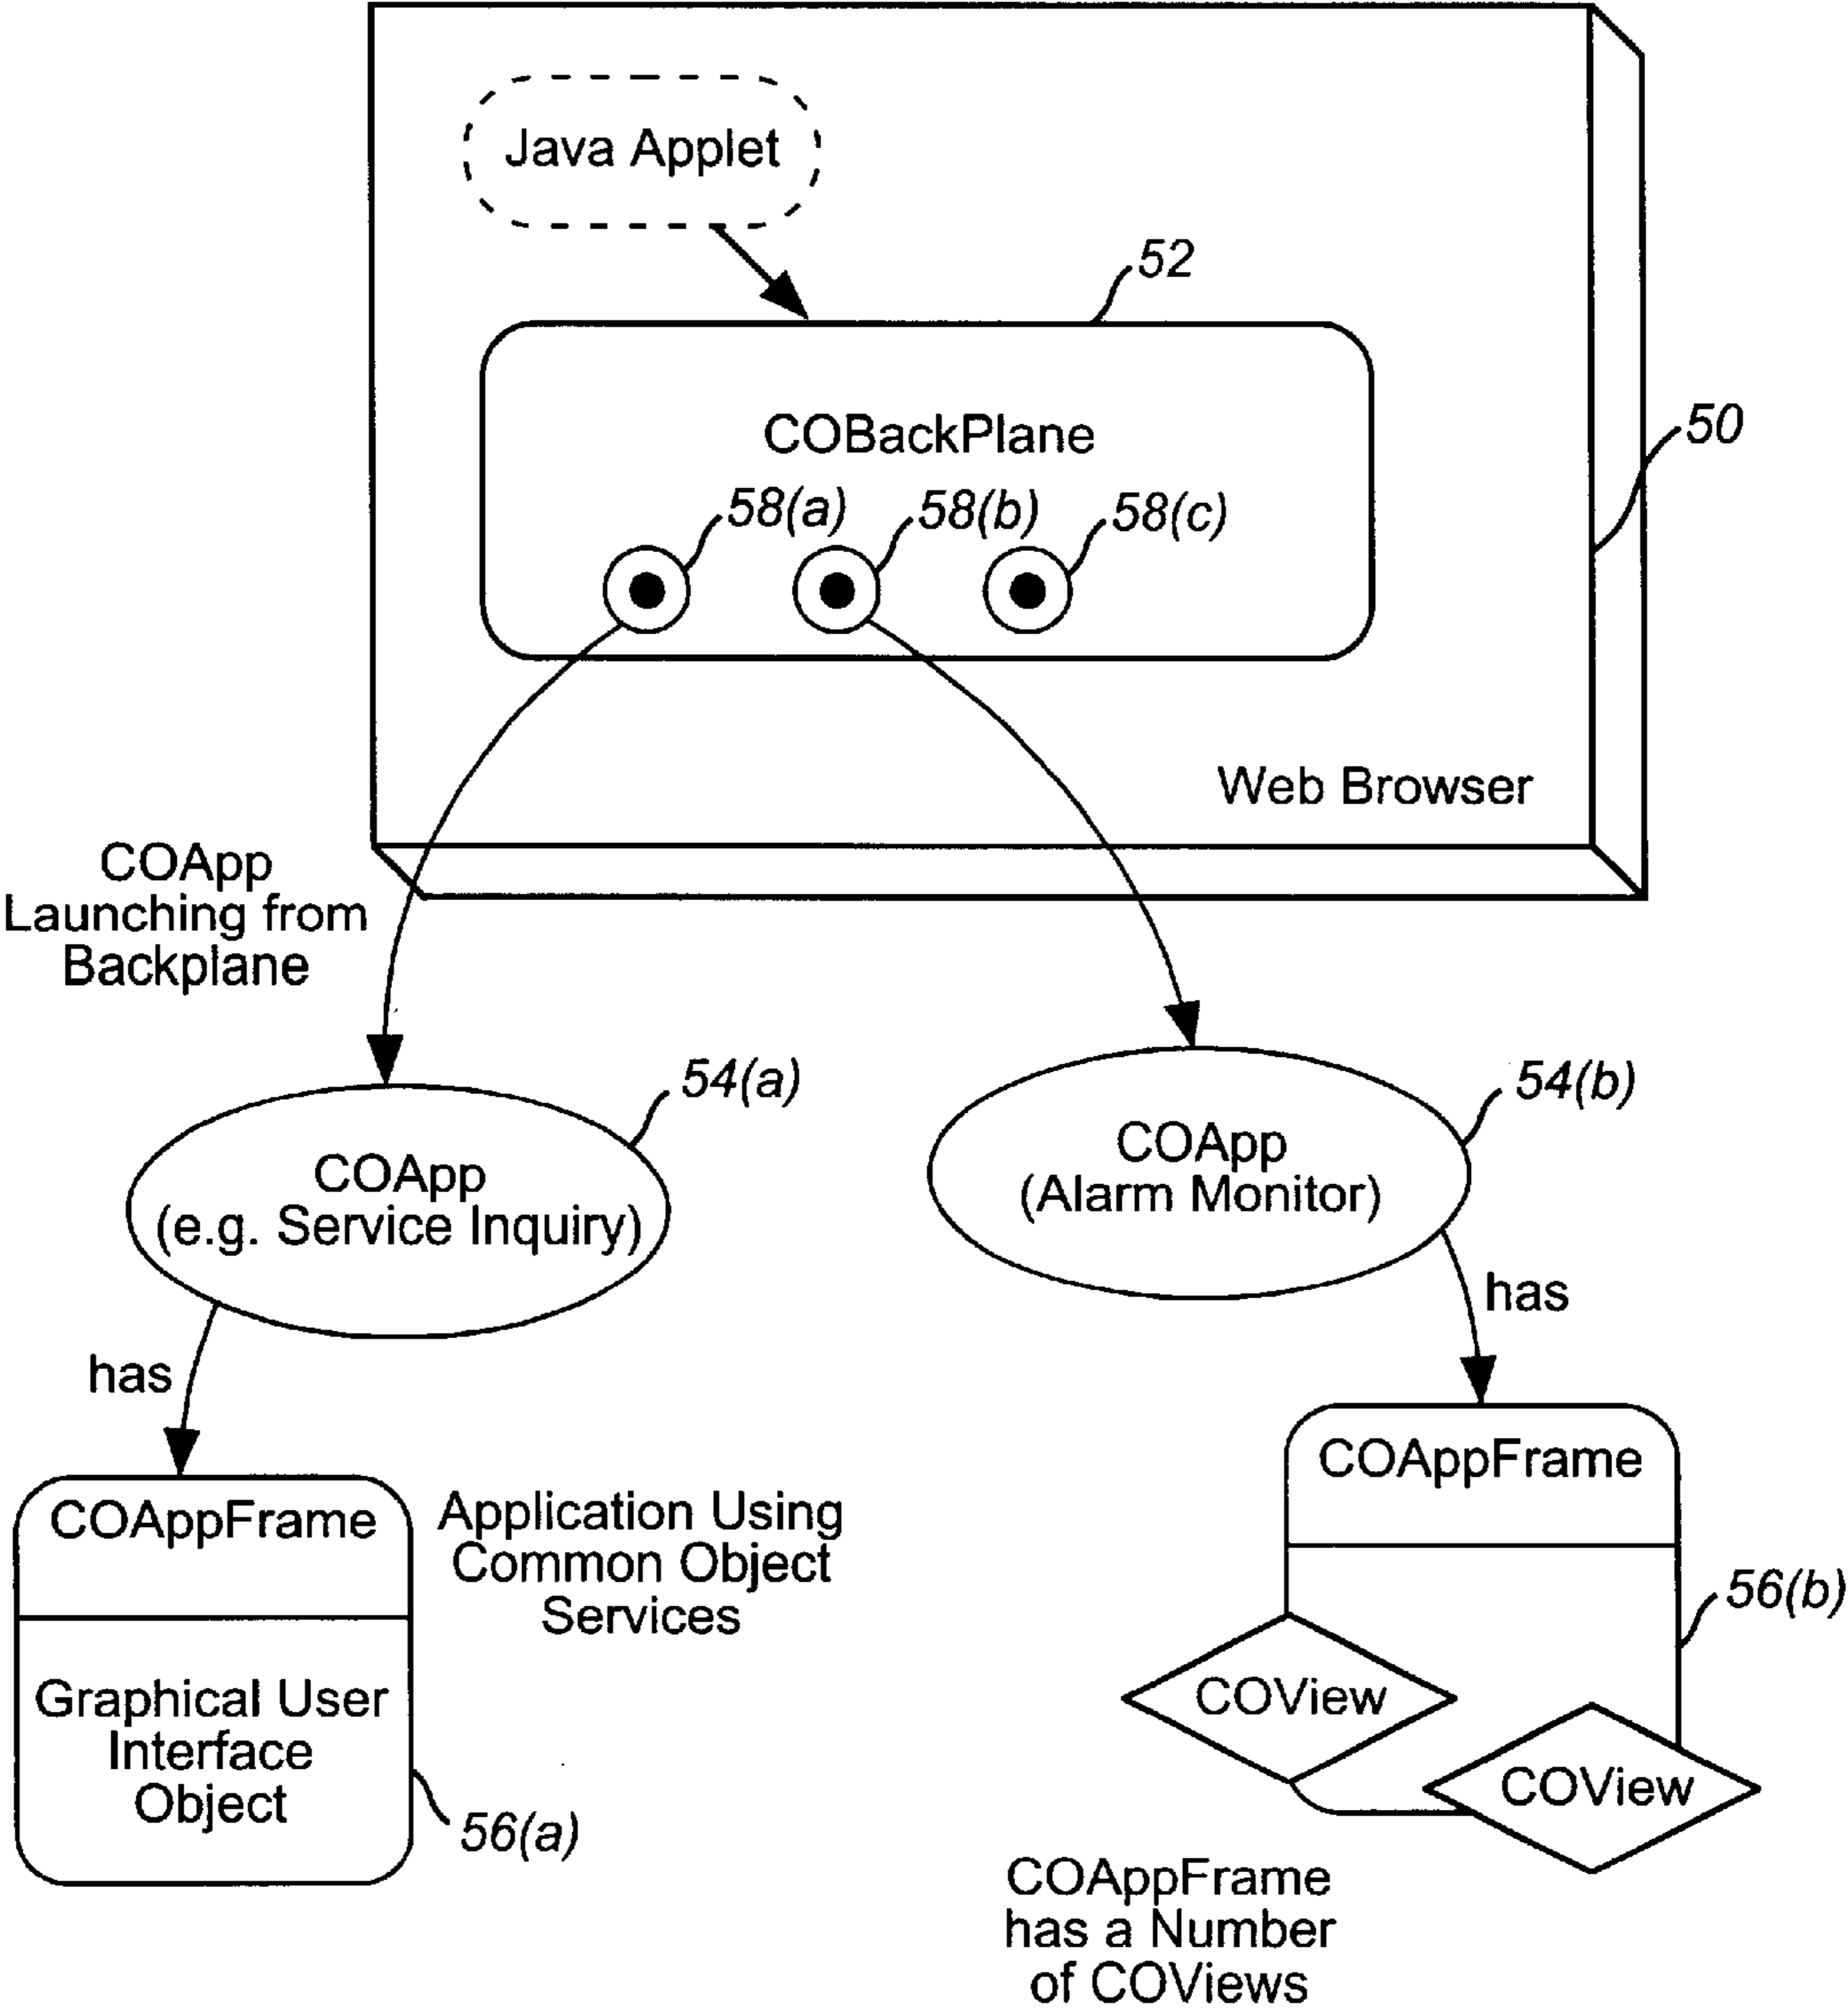 Java Applet
52
COBackPlane
50
58(a)
58(b)
58(c)
Web Browser
COApp
Launching from
Backplane
54(a)
54(b)
COApp
(e.g. Service Inquiry)
COApp
(Alarm Monitor)
has
has
COAppFrame
Application Using
Common Object
Services
COAppFrame
56(b)
Graphical User
Interface
Object
56(a)
COView
COView
COAppFrame
has a Number
of COViews